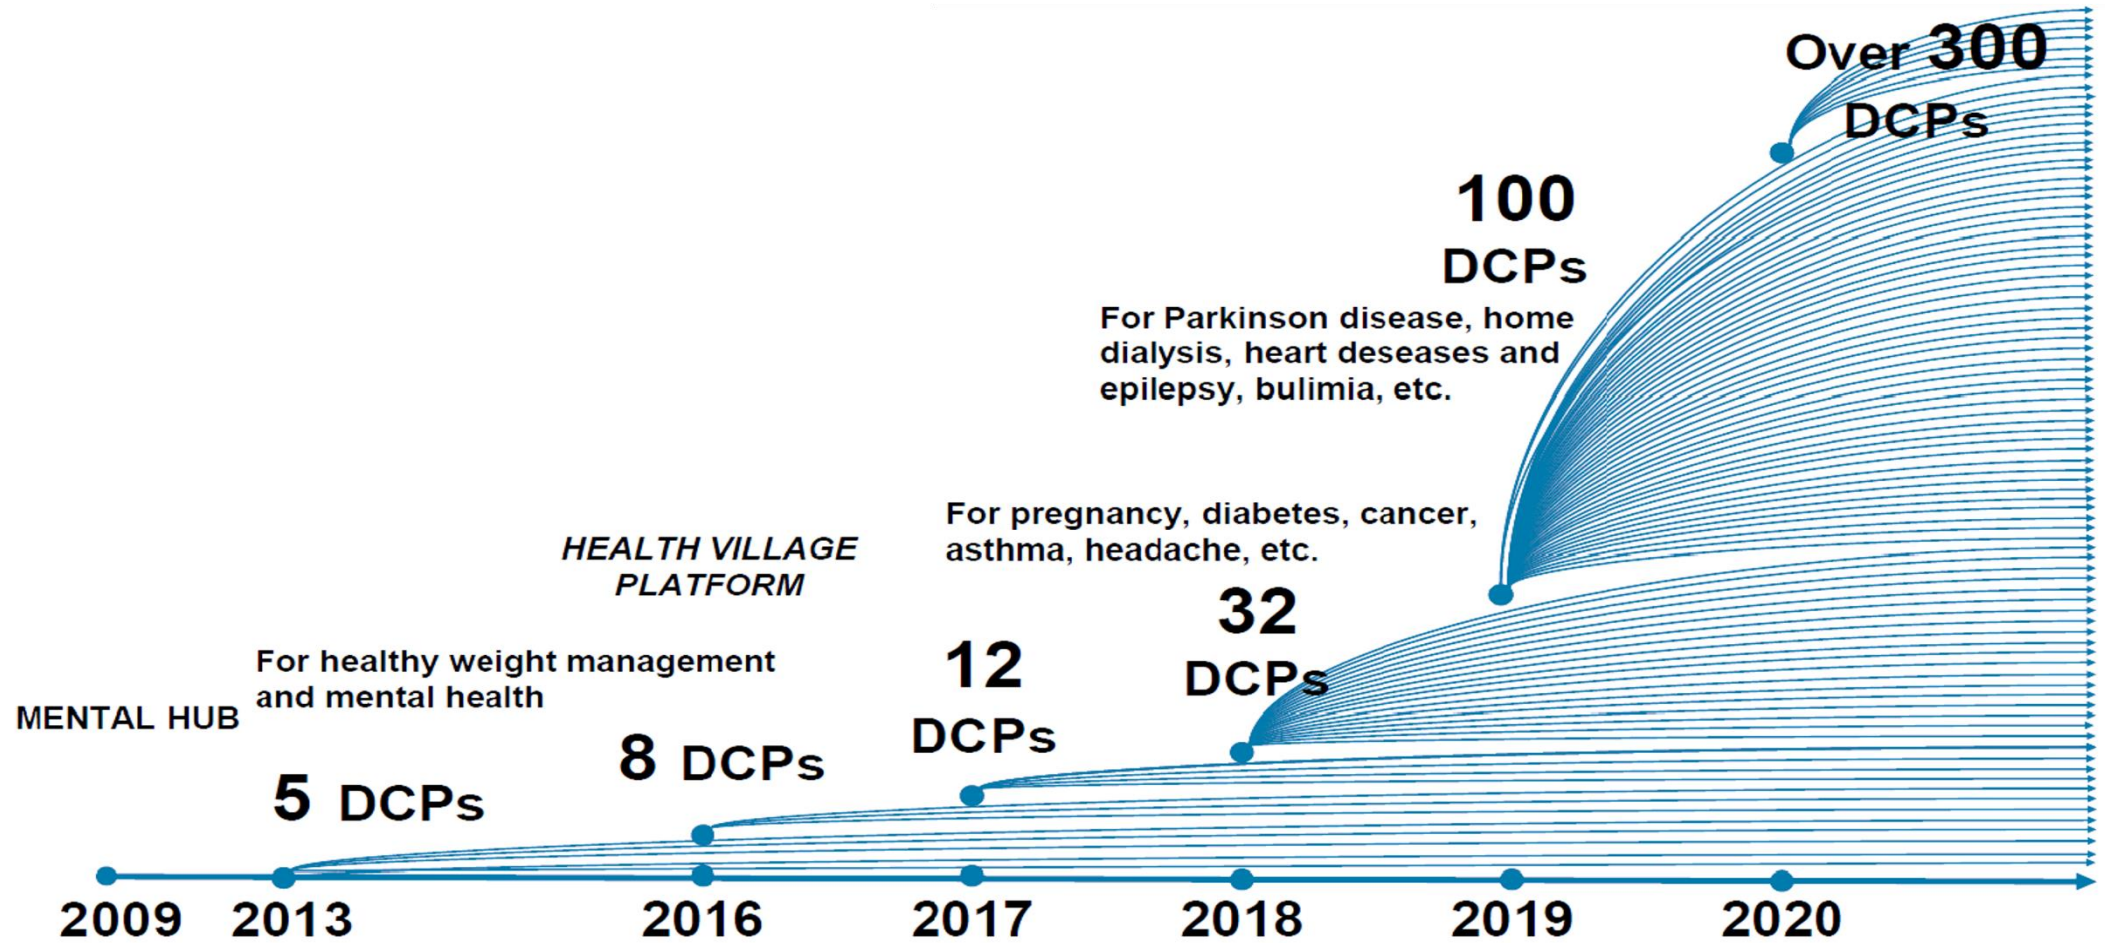 MENTAL HUB
For healthy weight management
and mental health
5 DCPs
HEALTH VILLAGE
PLATFORM
8 DCPs
12
DCPs
For pregnancy, diabetes, cancer,
asthma, headache, etc.
32
DCPs
For Parkinson disease, home
dialysis, heart deseases and
epilepsy, bulimia, etc.
100
DCPs
Over 300
DCPs
2009 2013 2016 2017 2018 2019 2020